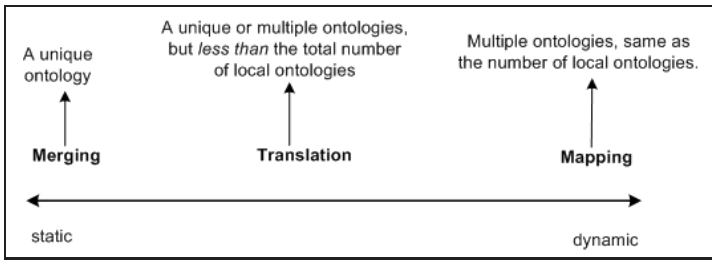 A unique
ontology
A unique or multiple ontologies,
but less than the total number
of local ontologies
Multiple ontologies, same as
the number of local ontologies.
Merging
Translation
Mapping
static
dynamic